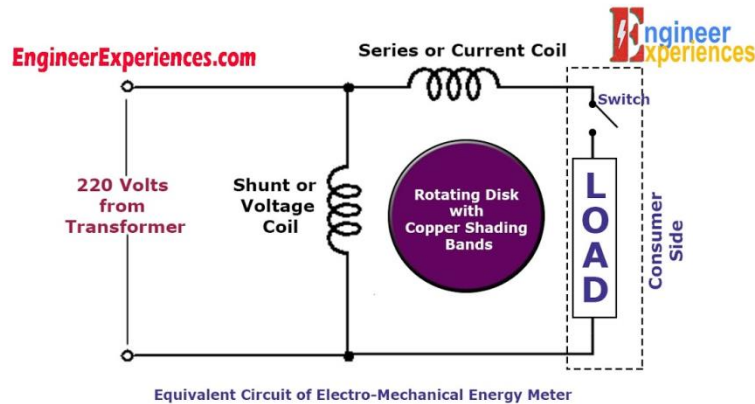 EngineerExperiences.com
Engineer
Experiences
Series or Current Coil
Switch
220 Volts
from
Transformer
Shunt or
Voltage
Coil
Rotating Disk
with
Copper Shading
Bands
LOAD
Consumer
Side
Equivalent Circuit of Electro-Mechanical Energy Meter